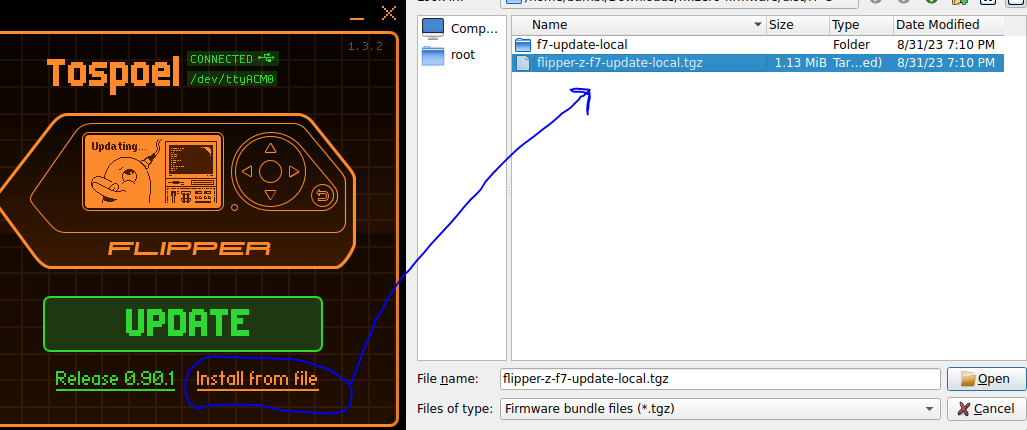 1.3.2
Tospoel
CONNECTED
/dev/ttyACM0
Updating...
FLIPPER
UPDATE
Release 0.90.1
Install from file
Comp...
root
Name
Size
Type
Date Modified
f7-update-local
Folder
8/31/23 7:10 PM
flipper-z-f7-update-local.tgz
1.13 MiB
Tar...ed)
8/31/23 7:10 PM
File name:
flipper-z-f7-update-local.tgz
Open
Files of type:
Firmware bundle files (*.tgz)
Cancel